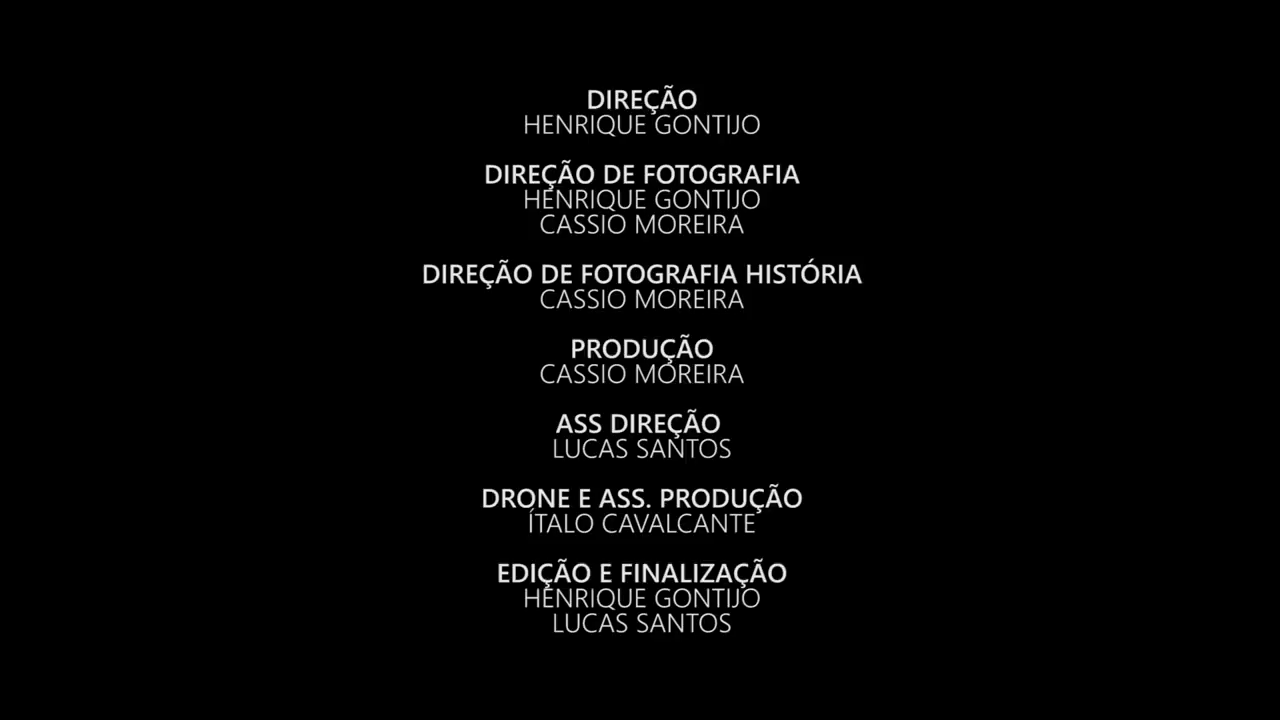 DIREÇÃO
HENRIQUE GONTIJO
DIREÇÃO DE FOTOGRAFIA
HENRIQUE GONTIJO
CASSIO MOREIRA
DIREÇÃO DE FOTOGRAFIA HISTÓRIA
CASSIO MOREIRA
PRODUÇÃO
CASSIO MOREIRA
ASS DIREÇÃO
LUCAS SANTOS
DRONE E ASS. PRODUÇÃO
ÍTALO CAVALCANTE
EDIÇÃO E FINALIZAÇÃO
HENRIQUE GONTIJO
LUCAS SANTOS